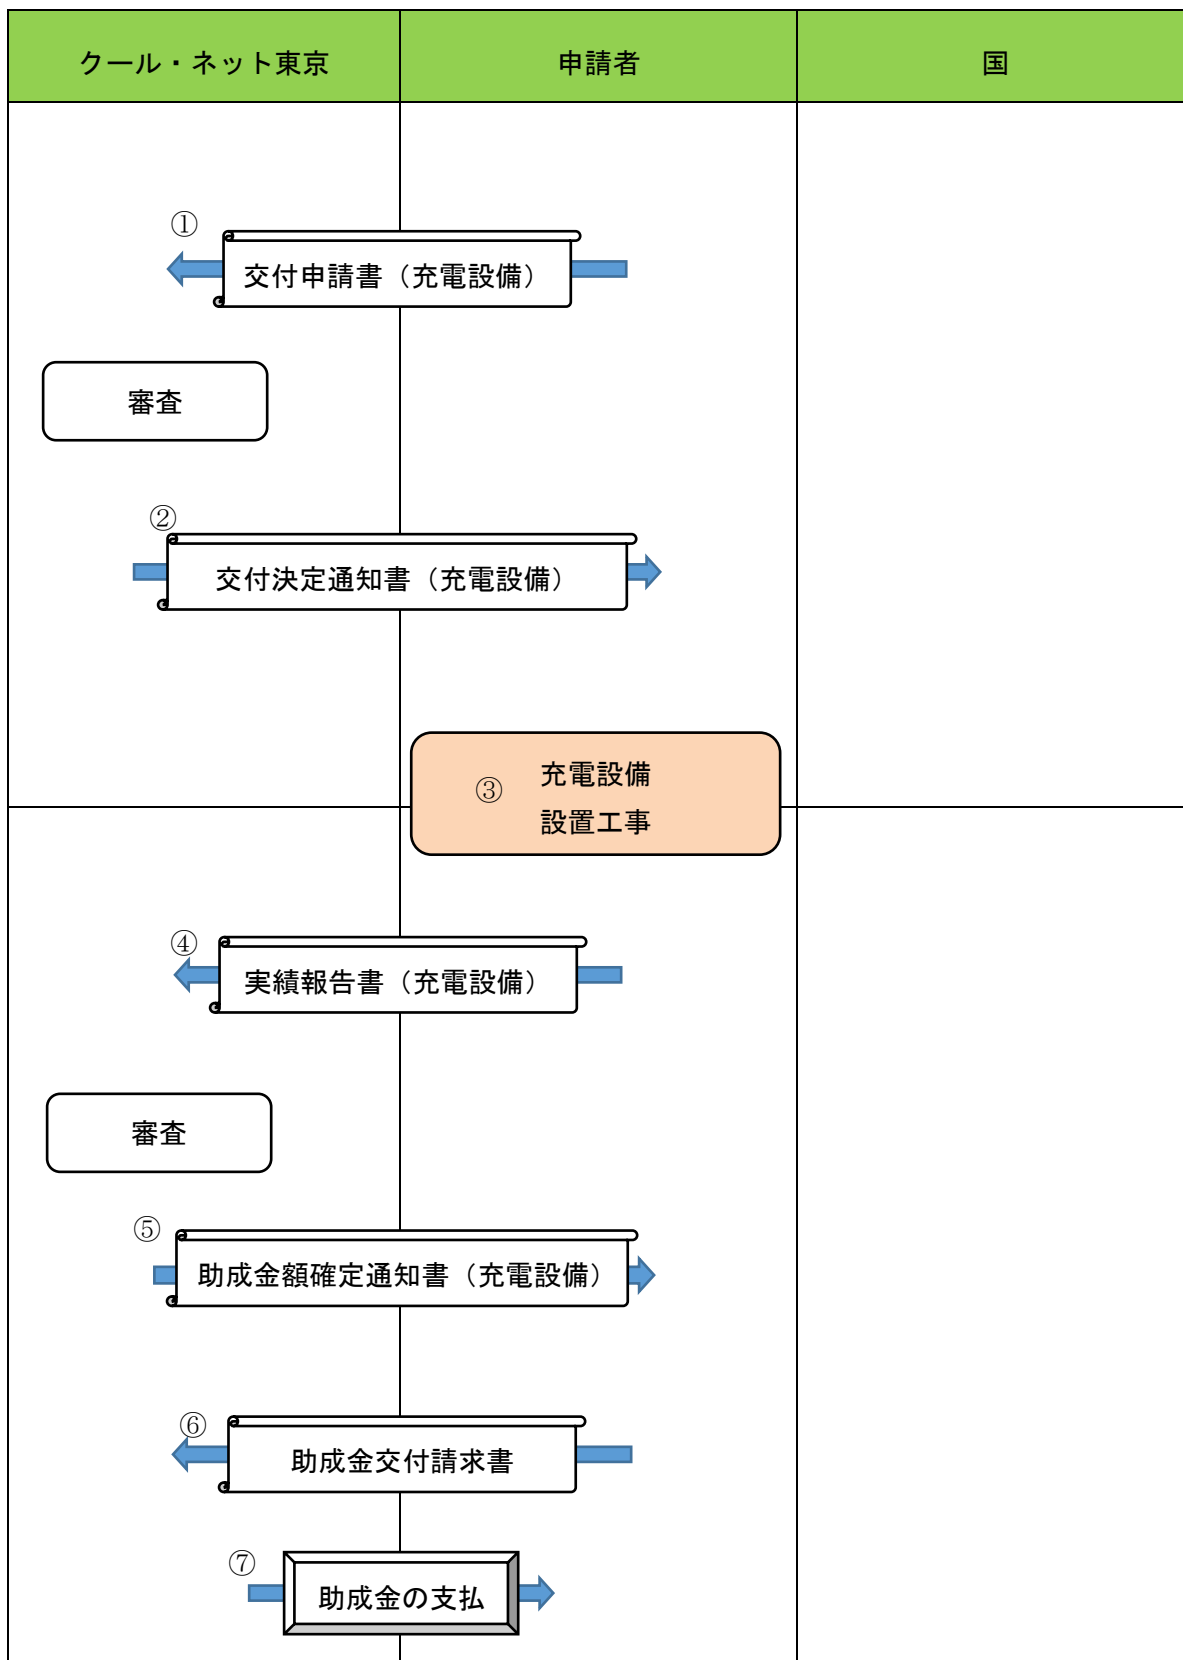 クール・ネット東京
申請者
国
①
交付申請書（充電設備）
審査
②
交付決定通知書（充電設備）
③
充電設備
設置工事
④
実績報告書（充電設備）
審査
⑤
助成金額確定通知書（充電設備）
⑥
助成金交付請求書
⑦
助成金の支払